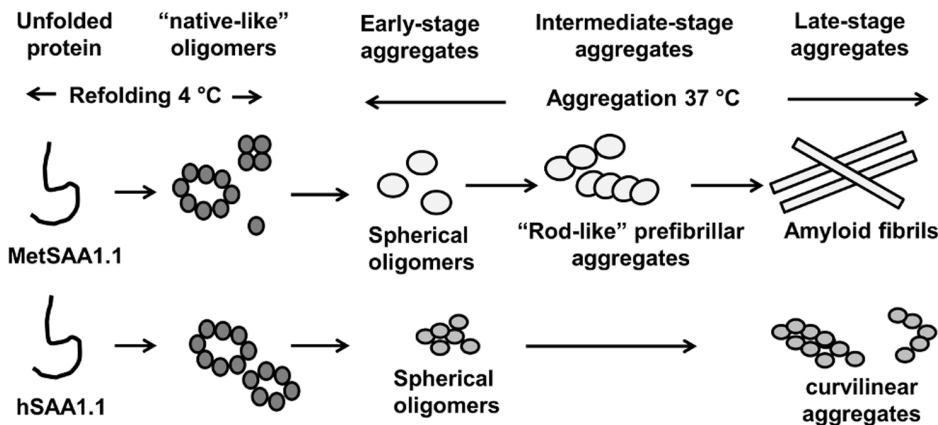 Unfolded
protein
“native-like”
oligomers
Early-stage
aggregates
Intermediate-stage
aggregates
Late-stage
aggregates
Refolding 4 °C
Aggregation 37 °C
MetSAA1.1
Spherical
oligomers
“Rod-like” prefibrillar
aggregates
Amyloid fibrils
hSAA1.1
Spherical
oligomers
curvilinear
aggregates